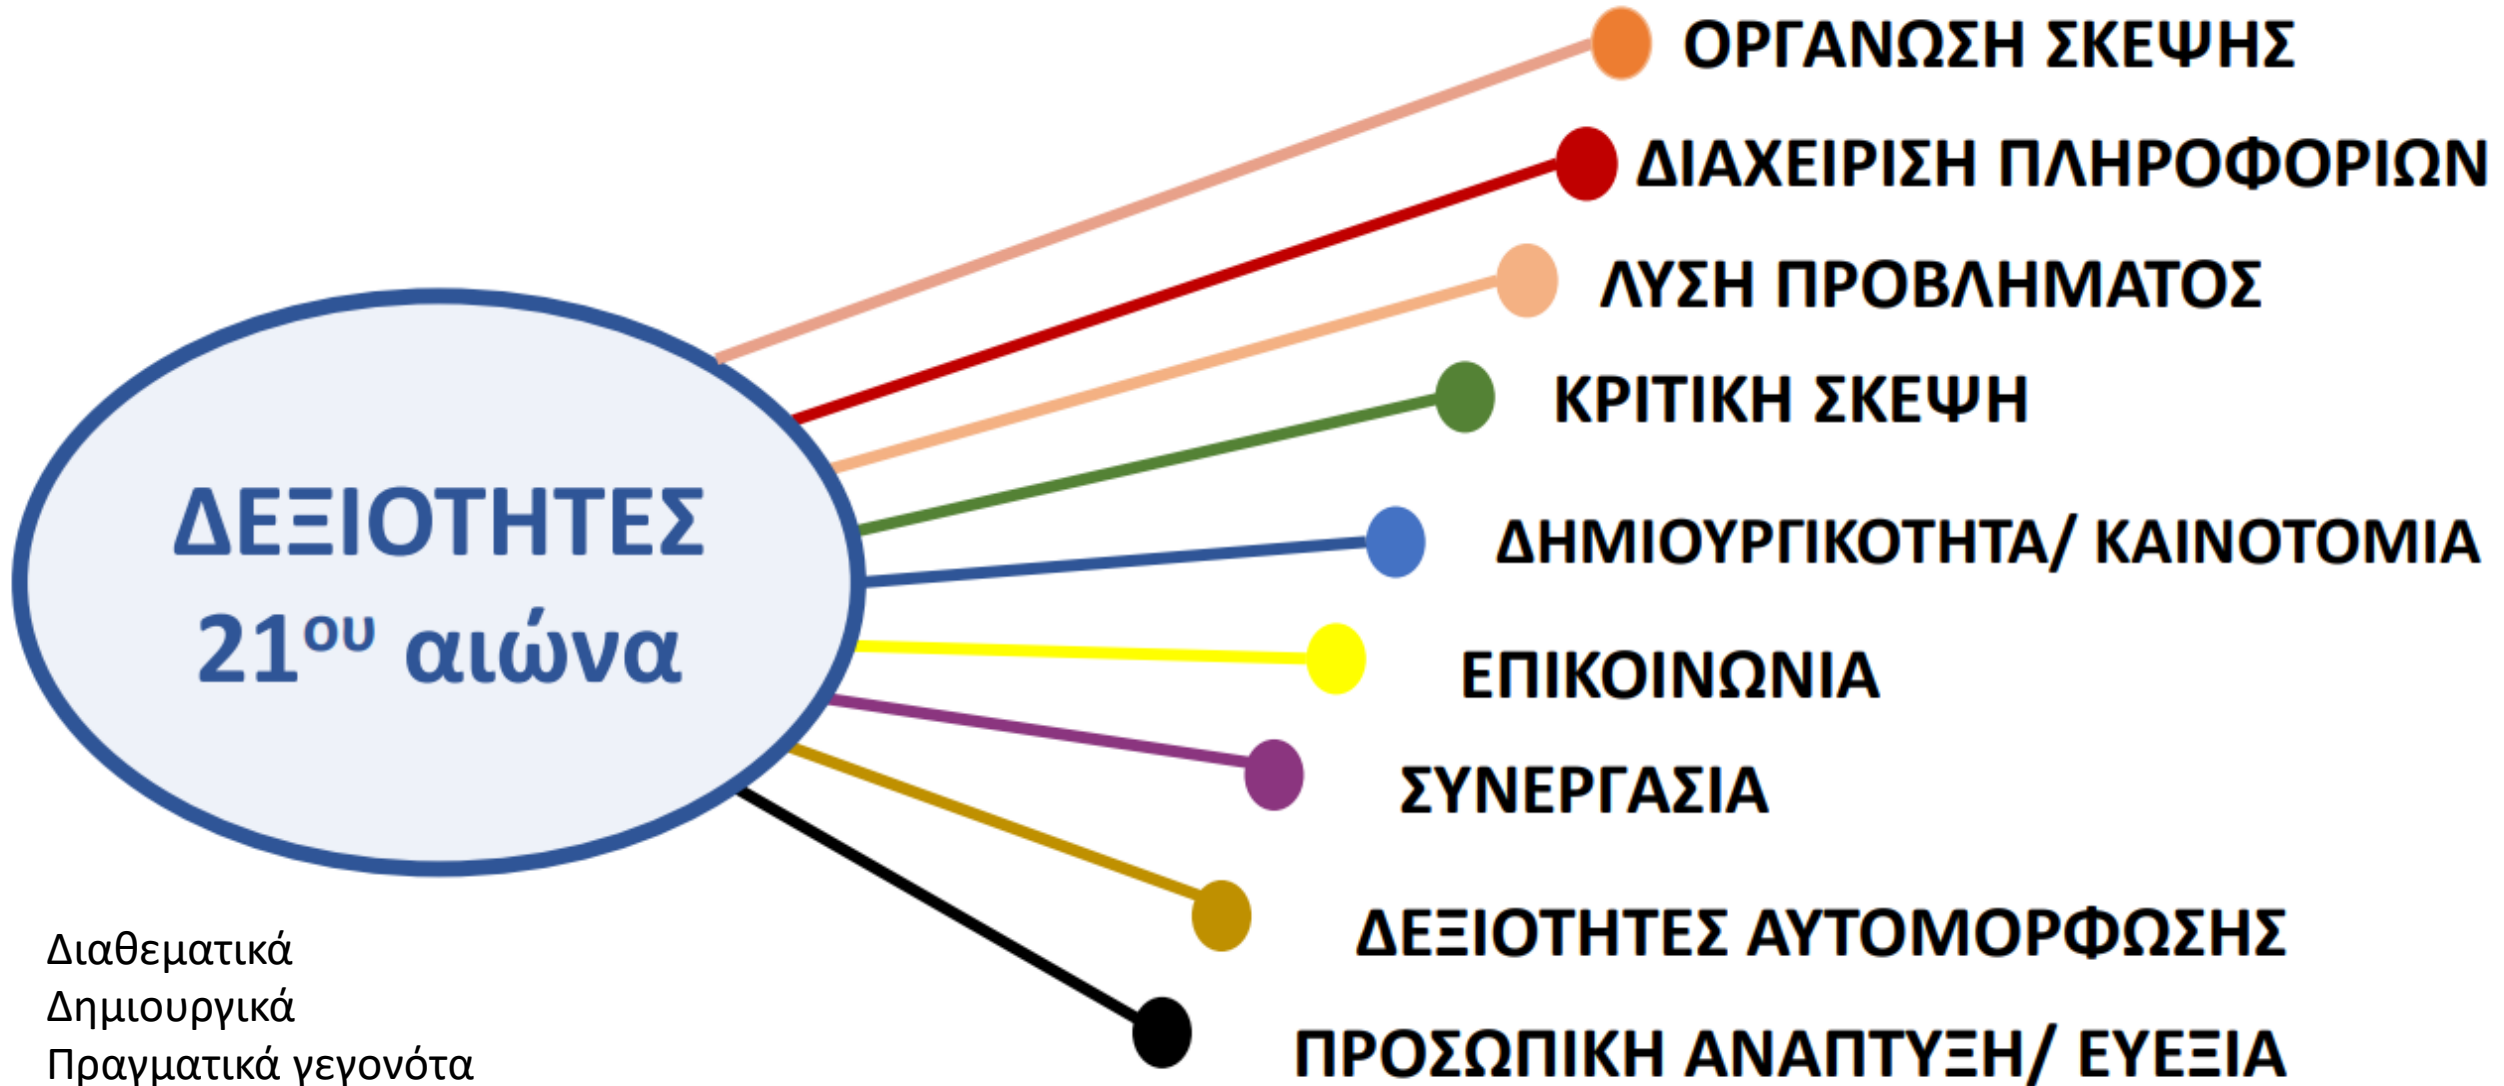 ΟΡΓΑΝΩΣΗ ΣΚΕΨΗΣ
ΔΙΑΧΕΙΡΙΣΗ ΠΛΗΡΟΦΟΡΙΩΝ
ΛΥΣΗ ΠΡΟΒΛΗΜΑΤΟΣ
ΚΡΙΤΙΚΗ ΣΚΕΨΗ
ΔΕΞΙΟΤΗΤΕΣ
21ου αιώνα
ΔΗΜΙΟΥΡΓΙΚΟΤΗΤΑ/ ΚΑΙΝΟΤΟΜΙΑ
ΕΠΙΚΟΙΝΩΝΙΑ
ΣΥΝΕΡΓΑΣΙΑ
ΔΕΞΙΟΤΗΤΕΣ ΑΥΤΟΜΟΡΦΩΣΗΣ
ΠΡΟΣΩΠΙΚΗ ΑΝΑΠΤΥΞΗ/ ΕΥΕΞΙΑ
Διαθεματικά
Δημιουργικά
Πραγματικά γεγονότα